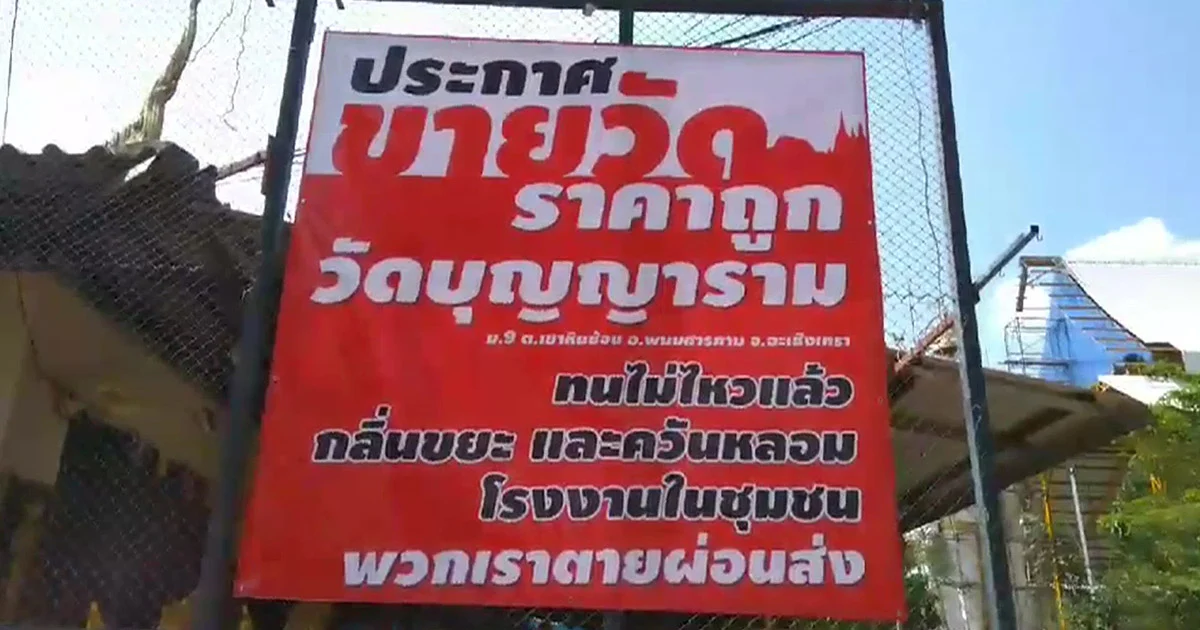 ประกาศ
ขายวัด
ราคาถูก
วัดบุญญาราม
ม.9 ต.เขาหินซ้อน อ.พนมสารคาม จ.ฉะเชิงเทรา
ทนไม่ไหวแล้ว
กลิ่นขยะ และควันหลอม
โรงงานในชุมชน
พวกเราตายผ่อนส่ง